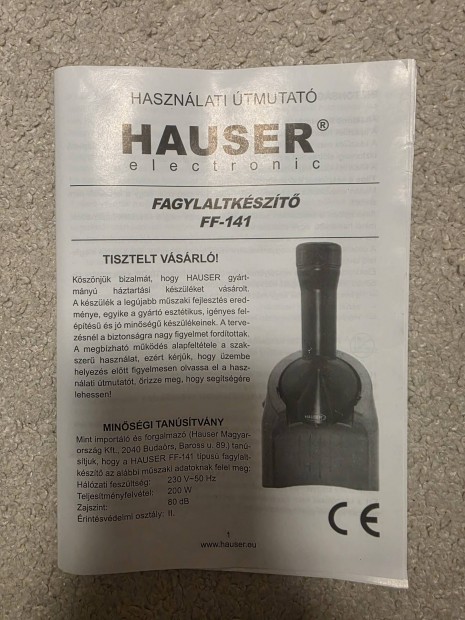 HASZNÁLATI ÚTMUTATÓ
HAUSER®
electronic
FAGYLALTKÉSZÍTŐ
FF-141
TISZTELT VÁSÁRLÓ!
Köszönjük bizalmát, hogy HAUSER gyárt-
mányú háztartási készüléket vásárolt.
A készülék a legújabb műszaki fejlesztés ered-
ménye, egyike a gyártó esztétikus, igényes fel-
építésű és jó minőségű készülékeinek. A terve-
zésnél a biztonságra nagy figyelmet fordítottak.
A megbízható működés alapfeltétele a szak-
szerű használat, ezért kérjük, hogy üzembe
helyezés előtt figyelmesen olvassa el a hasz-
nálati útmutatót, őrizze meg, hogy segítségére
lehessen!
MINŐSÉGI TANÚSÍTVÁNY
Mint importáló és forgalmazó (Hauser Magyar-
ország Kft., 2040 Budaörs, Baross u. 89.) tanú-
sítjuk, hogy a HAUSER FF-141 típusú fagylalt-
készítő az alábbi műszaki adatoknak felel meg:
Hálózati feszültség: 230 V~50 Hz
Teljesítményfelvétel: 200 W
Zajszint: 80 dB
Érintésvédelmi osztály: II.
HAUSER
CE
1
www.hauser.eu